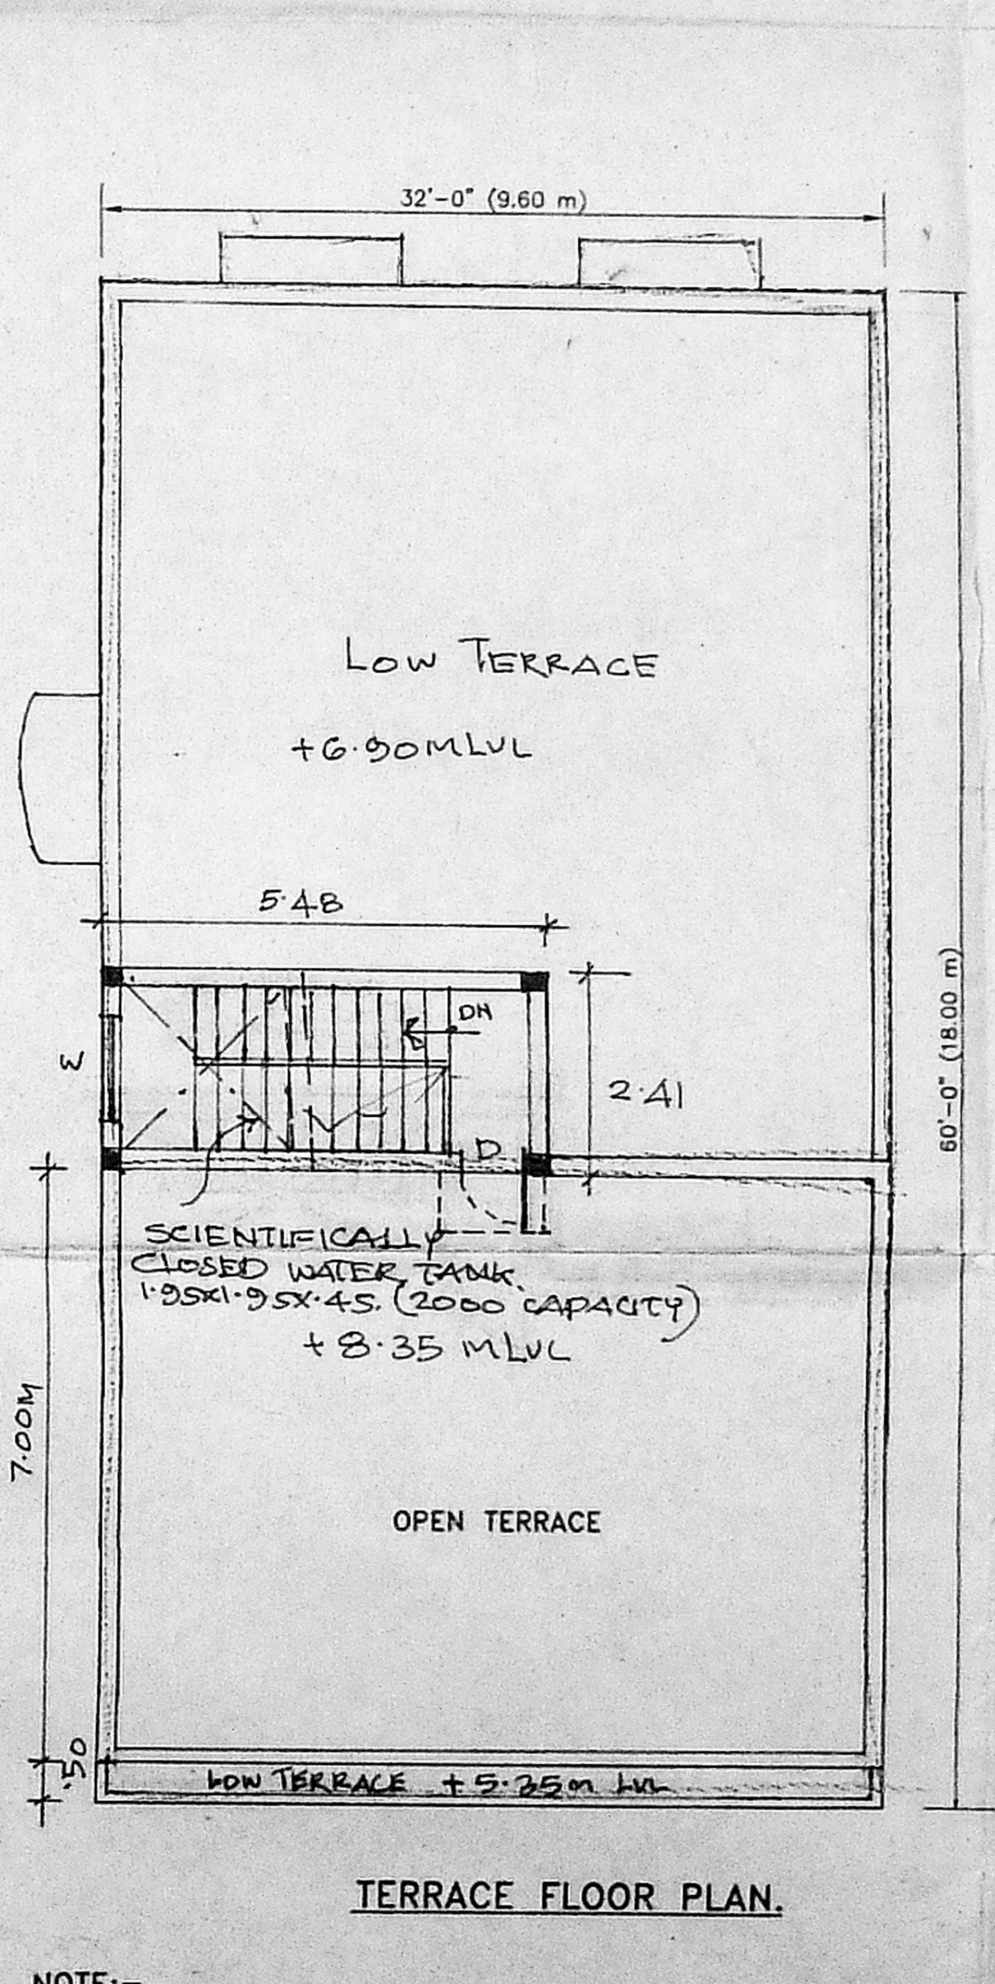 32'-0" (9.60 m)
LOW TERRACE
+6.90MLVL
5.48
DN
W
2.41
D
60'-0" (18.00 m)
SCIENTIFICALLY
CLOSED WATER TANK.
1.95X1.95X.45. (2000 CAPACITY)
+8.35 MLVL
7.00M
OPEN TERRACE
.50
LOW TERRACE +5.35m LVL
TERRACE FLOOR PLAN.
NOTE:-